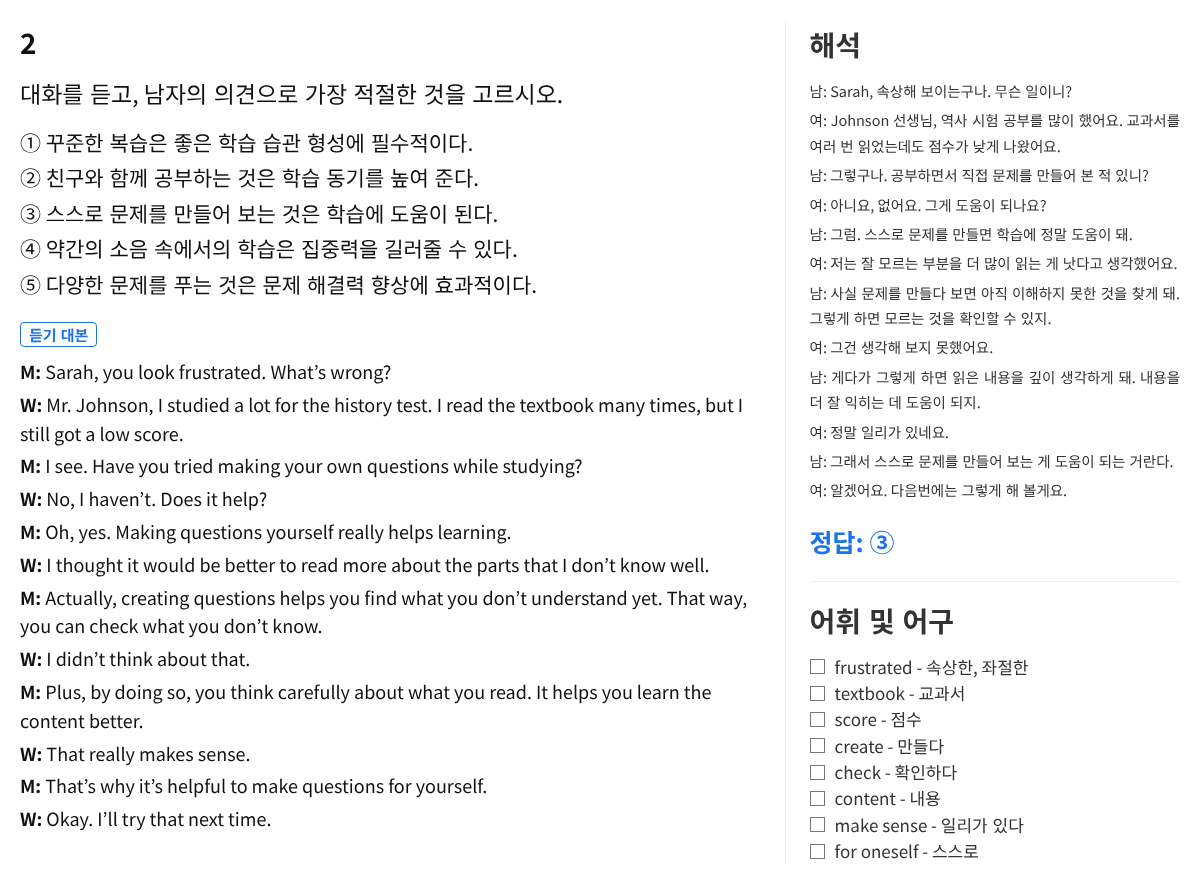 2
대화를 듣고, 남자의 의견으로 가장 적절한 것을 고르시오.
① 꾸준한 복습은 좋은 학습 습관 형성에 필수적이다.
② 친구와 함께 공부하는 것은 학습 동기를 높여 준다.
③ 스스로 문제를 만들어 보는 것은 학습에 도움이 된다.
④ 약간의 소음 속에서의 학습은 집중력을 길러줄 수 있다.
⑤ 다양한 문제를 푸는 것은 문제 해결력 향상에 효과적이다.
듣기 대본
M: Sarah, you look frustrated. What’s wrong?
W: Mr. Johnson, I studied a lot for the history test. I read the textbook many times, but I
still got a low score.
M: I see. Have you tried making your own questions while studying?
W: No, I haven’t. Does it help?
M: Oh, yes. Making questions yourself really helps learning.
W: I thought it would be better to read more about the parts that I don’t know well.
M: Actually, creating questions helps you find what you don’t understand yet. That way,
you can check what you don’t know.
W: I didn’t think about that.
M: Plus, by doing so, you think carefully about what you read. It helps you learn the
content better.
W: That really makes sense.
M: That’s why it’s helpful to make questions for yourself.
W: Okay. I’ll try that next time.
해석
남: Sarah, 속상해 보이는구나. 무슨 일이니?
여: Johnson 선생님, 역사 시험 공부를 많이 했어요. 교과서를
여러 번 읽었는데도 점수가 낮게 나왔어요.
남: 그렇구나. 공부하면서 직접 문제를 만들어 본 적 있니?
여: 아니요, 없어요. 그게 도움이 되나요?
남: 그럼. 스스로 문제를 만들면 학습에 정말 도움이 돼.
여: 저는 잘 모르는 부분을 더 많이 읽는 게 낫다고 생각했어요.
남: 사실 문제를 만들다 보면 아직 이해하지 못한 것을 찾게 돼.
그렇게 하면 모르는 것을 확인할 수 있지.
여: 그건 생각해 보지 못했어요.
남: 게다가 그렇게 하면 읽은 내용을 깊이 생각하게 돼. 내용을
더 잘 익히는 데 도움이 되지.
여: 정말 일리가 있네요.
남: 그래서 스스로 문제를 만들어 보는 게 도움이 되는 거란다.
여: 알겠어요. 다음번에는 그렇게 해 볼게요.
정답: ③
어휘 및 어구
☐ frustrated - 속상한, 좌절한
☐ textbook - 교과서
☐ score - 점수
☐ create - 만들다
☐ check - 확인하다
☐ content - 내용
☐ make sense - 일리가 있다
☐ for oneself - 스스로